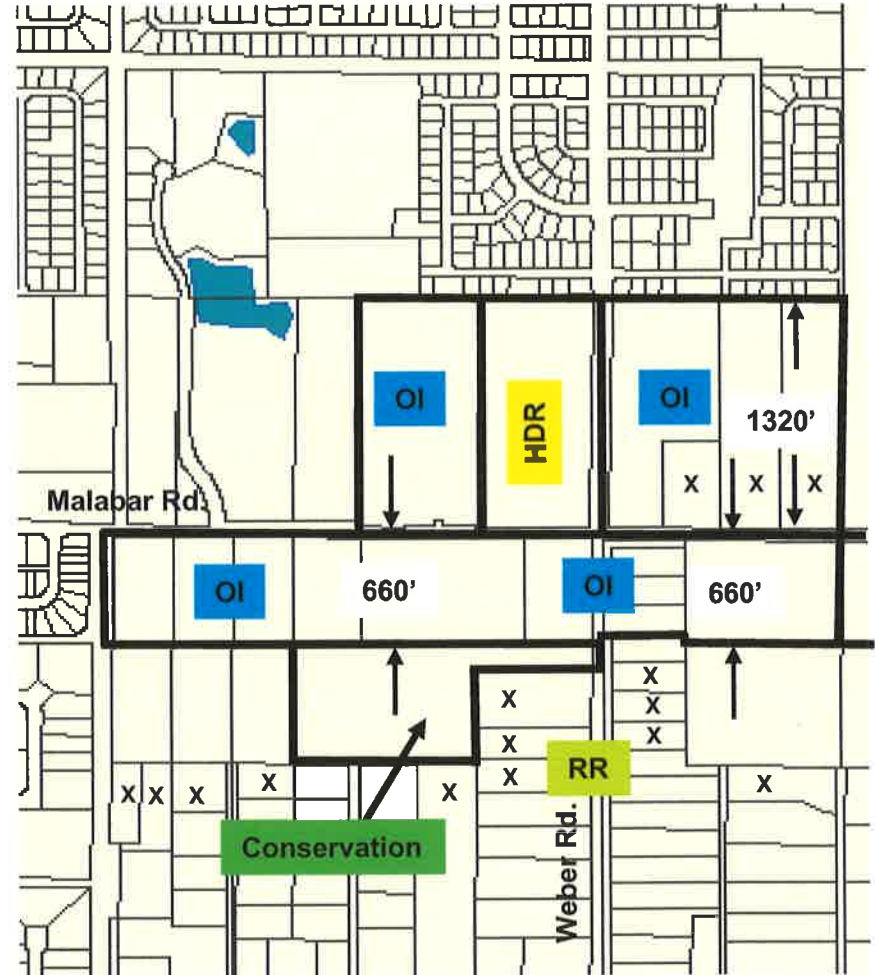 OI
HDR
OI
1320'
X X X
Malabar Rd.
OI
660'
OI
660'
X
X
X
X
X
X
RR
X X X X
X
X
Conservation
Weber Rd.